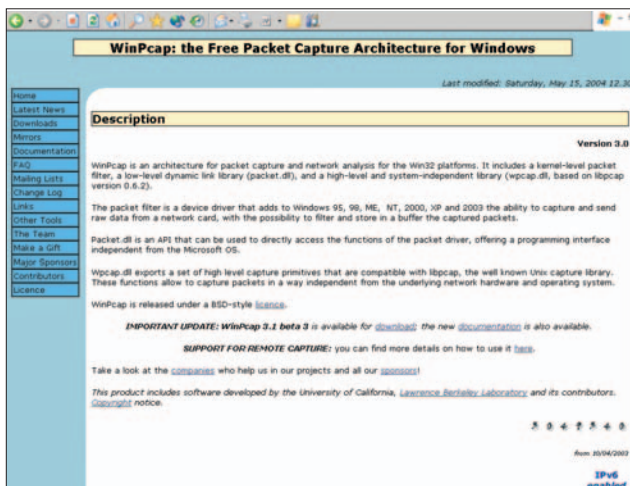 WinPcap: the Free Packet Capture Architecture for Windows
Last modified: Saturday, May 15, 2004 12.30
Home
Latest News
Downloads
Mirrors
Documentation
FAQ
Mailing Lists
Change Log
Links
Other Tools
The Team
Make a Gift
Major Sponsors
Contributors
Licence
Description
Version 3.0
WinPcap is an architecture for packet capture and network analysis for the Win32 platforms. It includes a kernel-level packet
filter, a low-level dynamic link library (packet.dll), and a high-level and system-independent library (wpcap.dll, based on libpcap
version 0.6.2).
The packet filter is a device driver that adds to Windows 95, 98, ME, NT, 2000, XP and 2003 the ability to capture and send
raw data from a network card, with the possibility to filter and store in a buffer the captured packets.
Packet.dll is an API that can be used to directly access the functions of the packet driver, offering a programming interface
independent from the Microsoft OS.
Wpcap.dll exports a set of high level capture primitives that are compatible with libpcap, the well known Unix capture library.
These functions allow to capture packets in a way independent from the underlying network hardware and operating system.
WinPcap is released under a BSD-style licence.
IMPORTANT UPDATE: WinPcap 3.1 beta 3 is available for download; the new documentation is also available.
SUPPORT FOR REMOTE CAPTURE: you can find more details on how to use it here.
Take a look at the companies who help us in our projects and all our sponsors!
This product includes software developed by the University of California, Lawrence Berkeley Laboratory and its contributors.
Copyright notice.
from 10/04/2003
IPv6
enabled